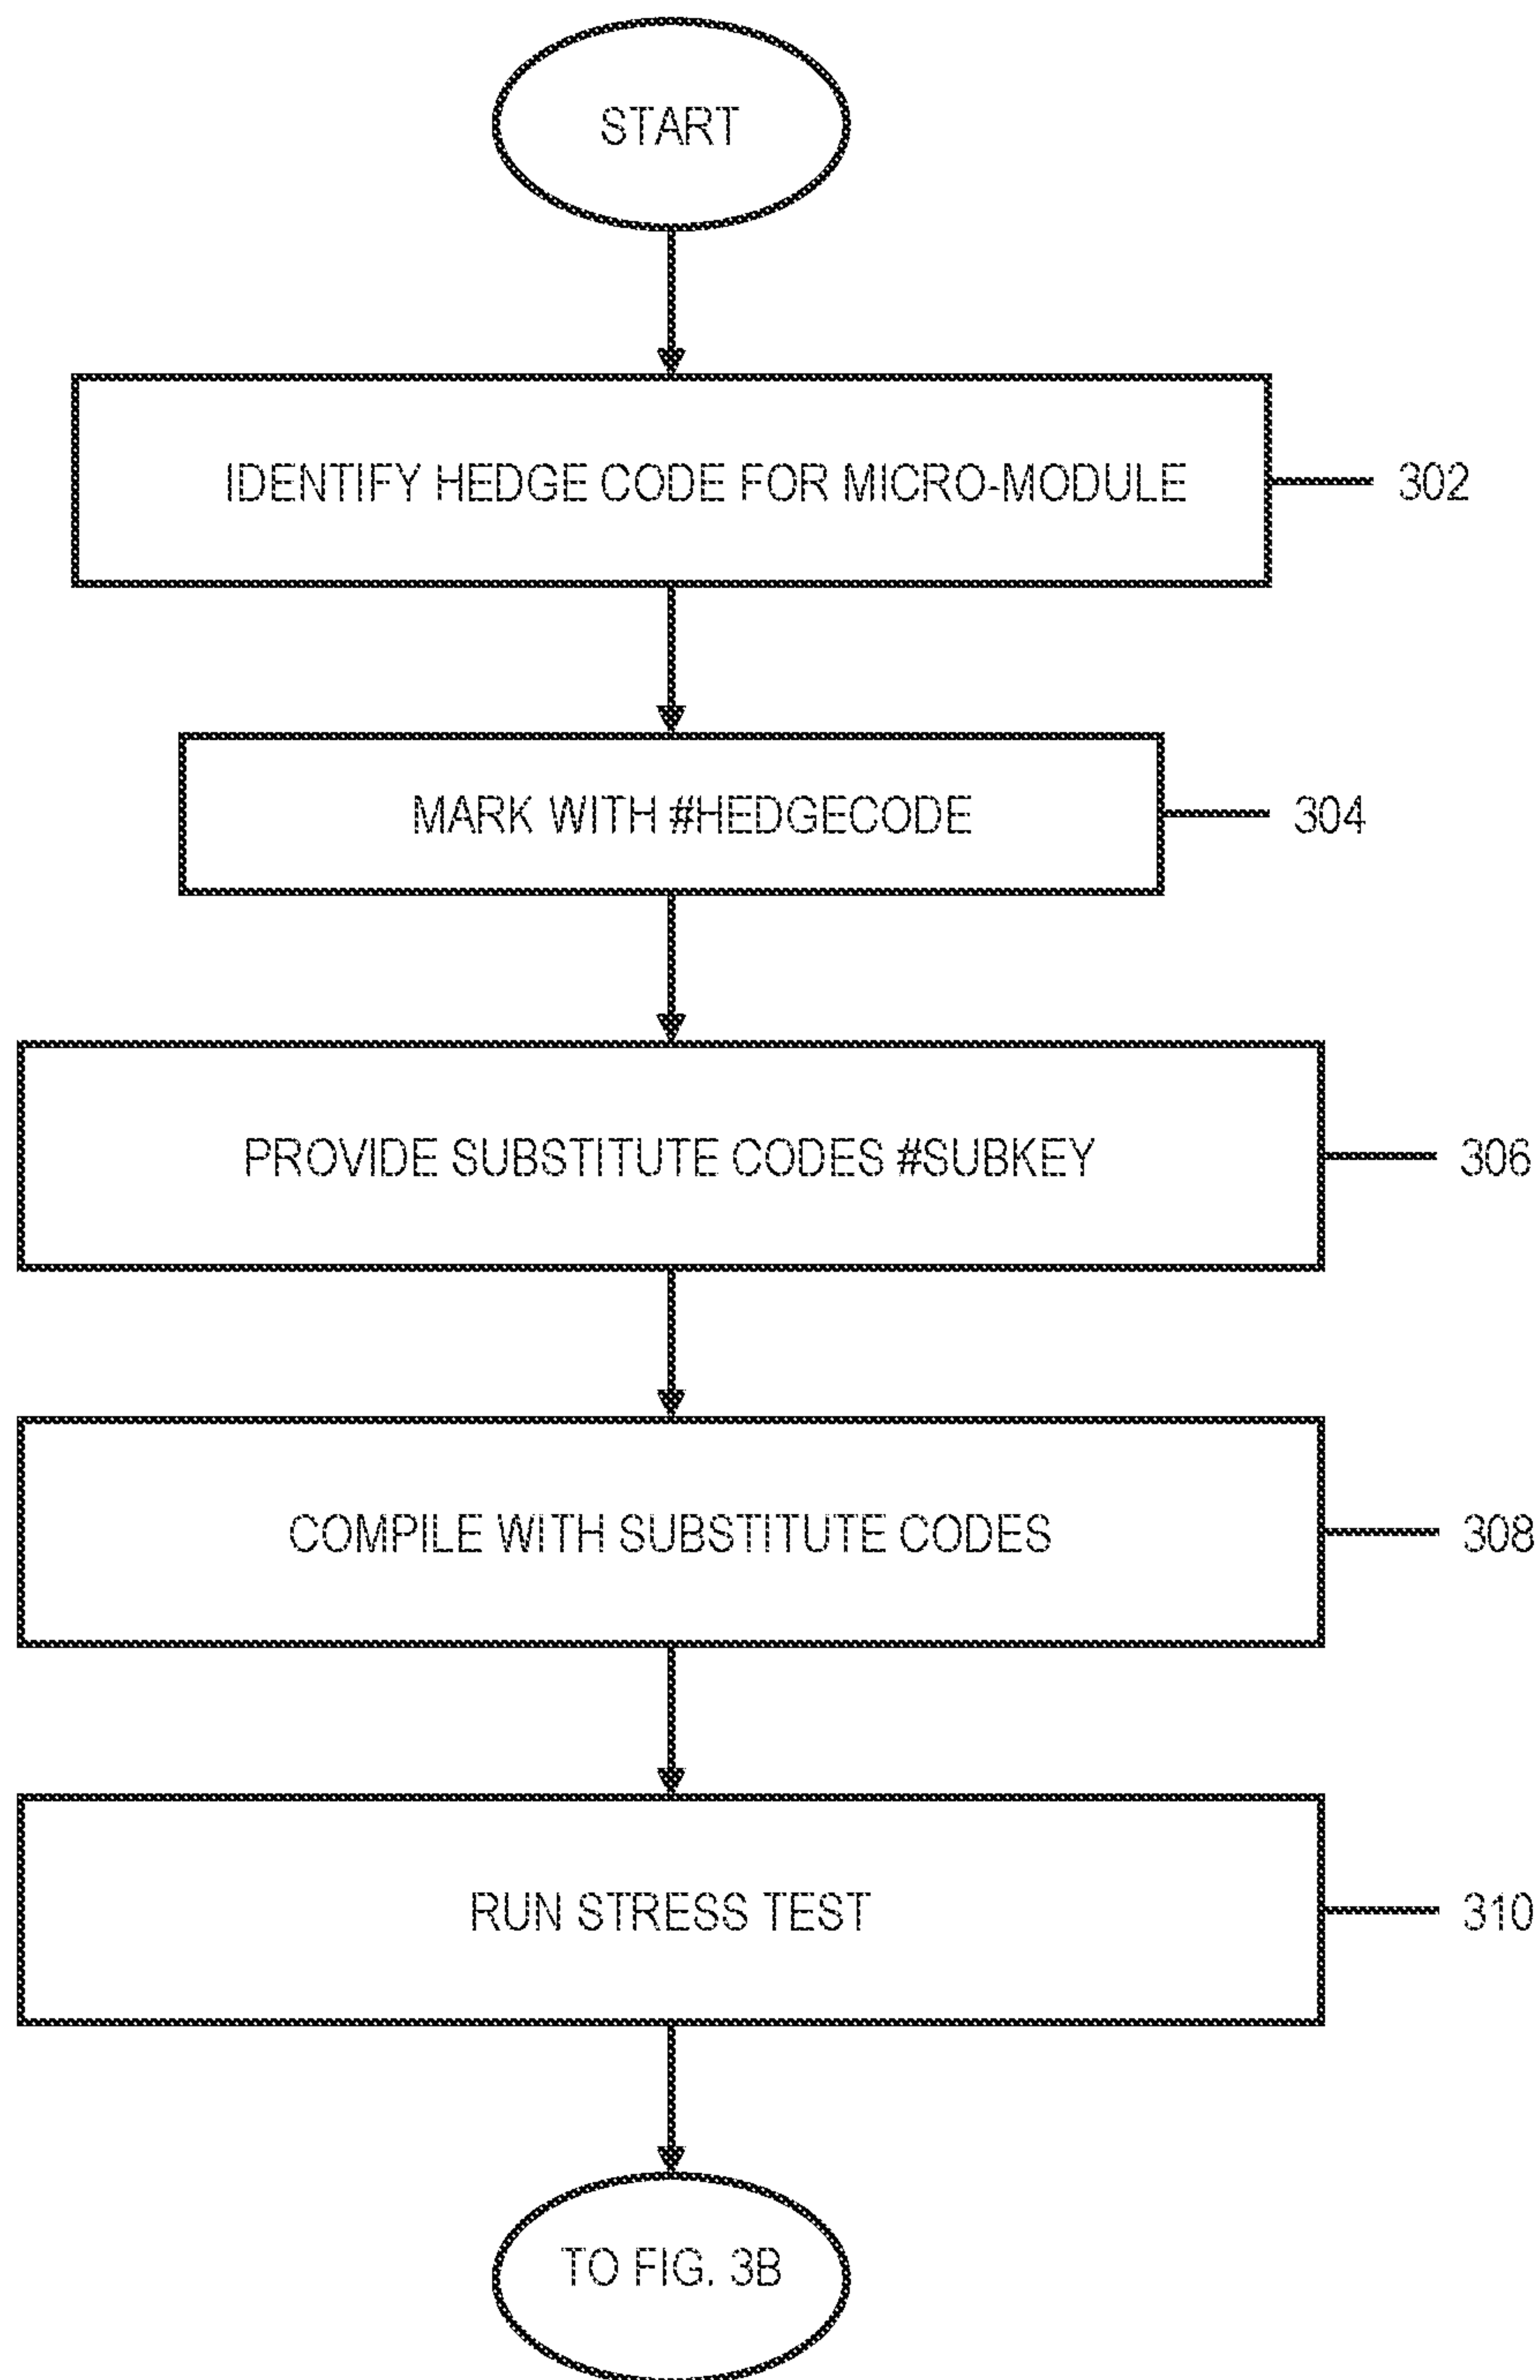 START
IDENTIFY HEDGE CODE FOR MICRO-MODULE
302
MARK WITH #HEDGECODE
304
PROVIDE SUBSTITUTE CODES #SUBKEY
306
COMPILE WITH SUBSTITUTE CODES
308
RUN STRESS TEST
310
TO FIG. 3B